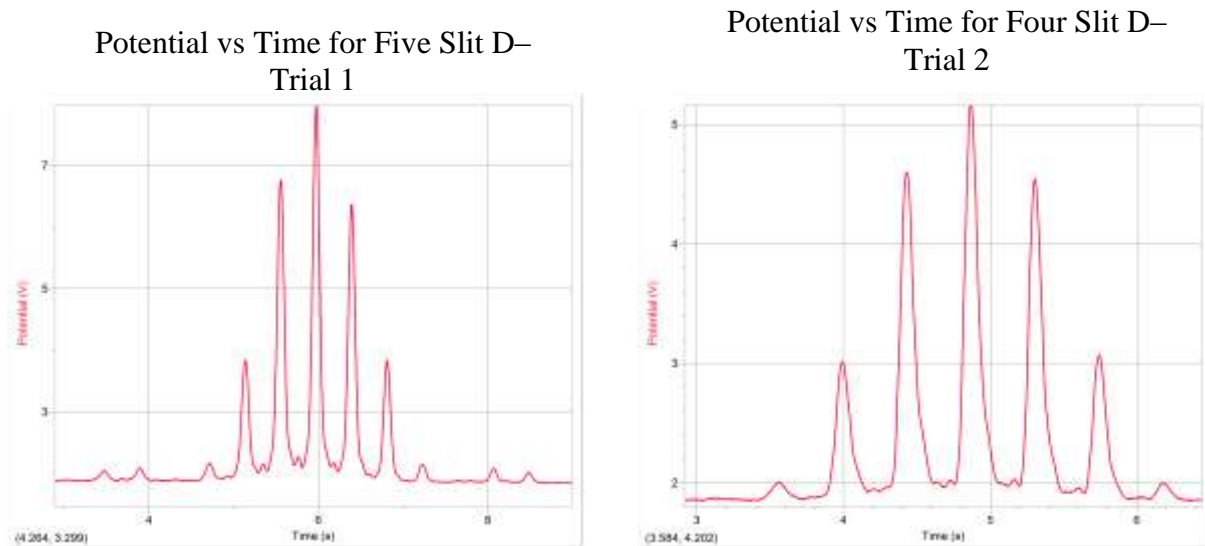 Potential vs Time for Five Slit D–
Trial 1
7
5
3
Potential (V)
4
6
8
(4.264, 3.299)
Time (s)
Potential vs Time for Four Slit D–
Trial 2
5
4
3
2
Potential (V)
3
4
5
6
(3.584, 4.202)
Time (s)